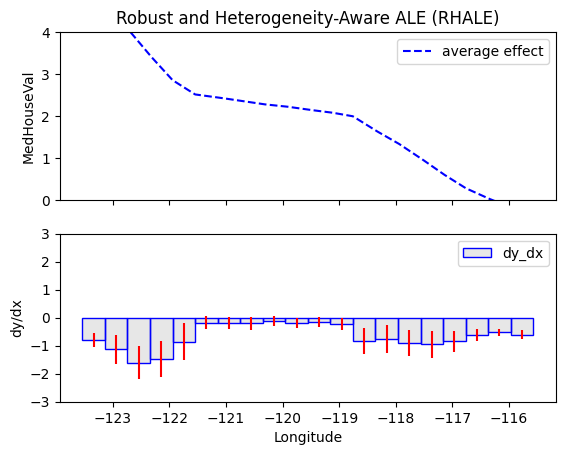 Robust and Heterogeneity-Aware ALE (RHALE)
4
3
2
1
0
MedHouseVal
average effect
3
2
1
0
−1
−2
−3
dy/dx
dy_dx
−123 −122 −121 −120 −119 −118 −117 −116
Longitude